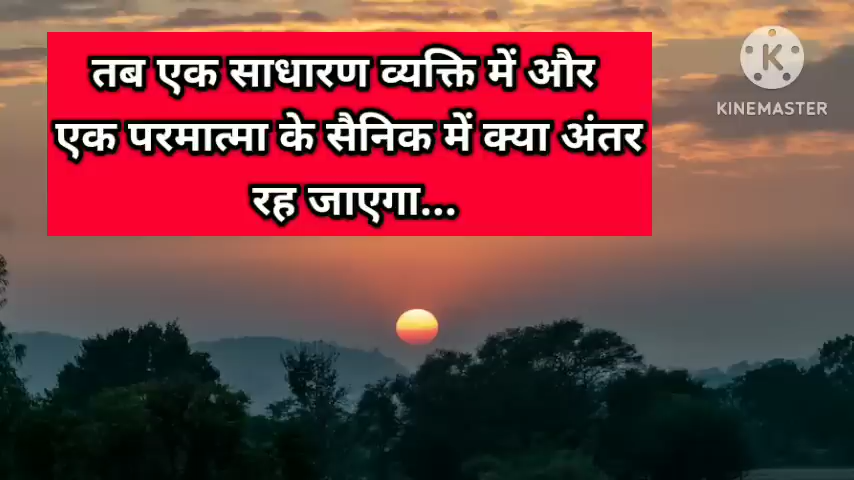 तब एक साधारण व्यक्ति में और
एक परमात्मा के सैनिक में क्या अंतर
रह जाएगा...
K
KINEMASTER